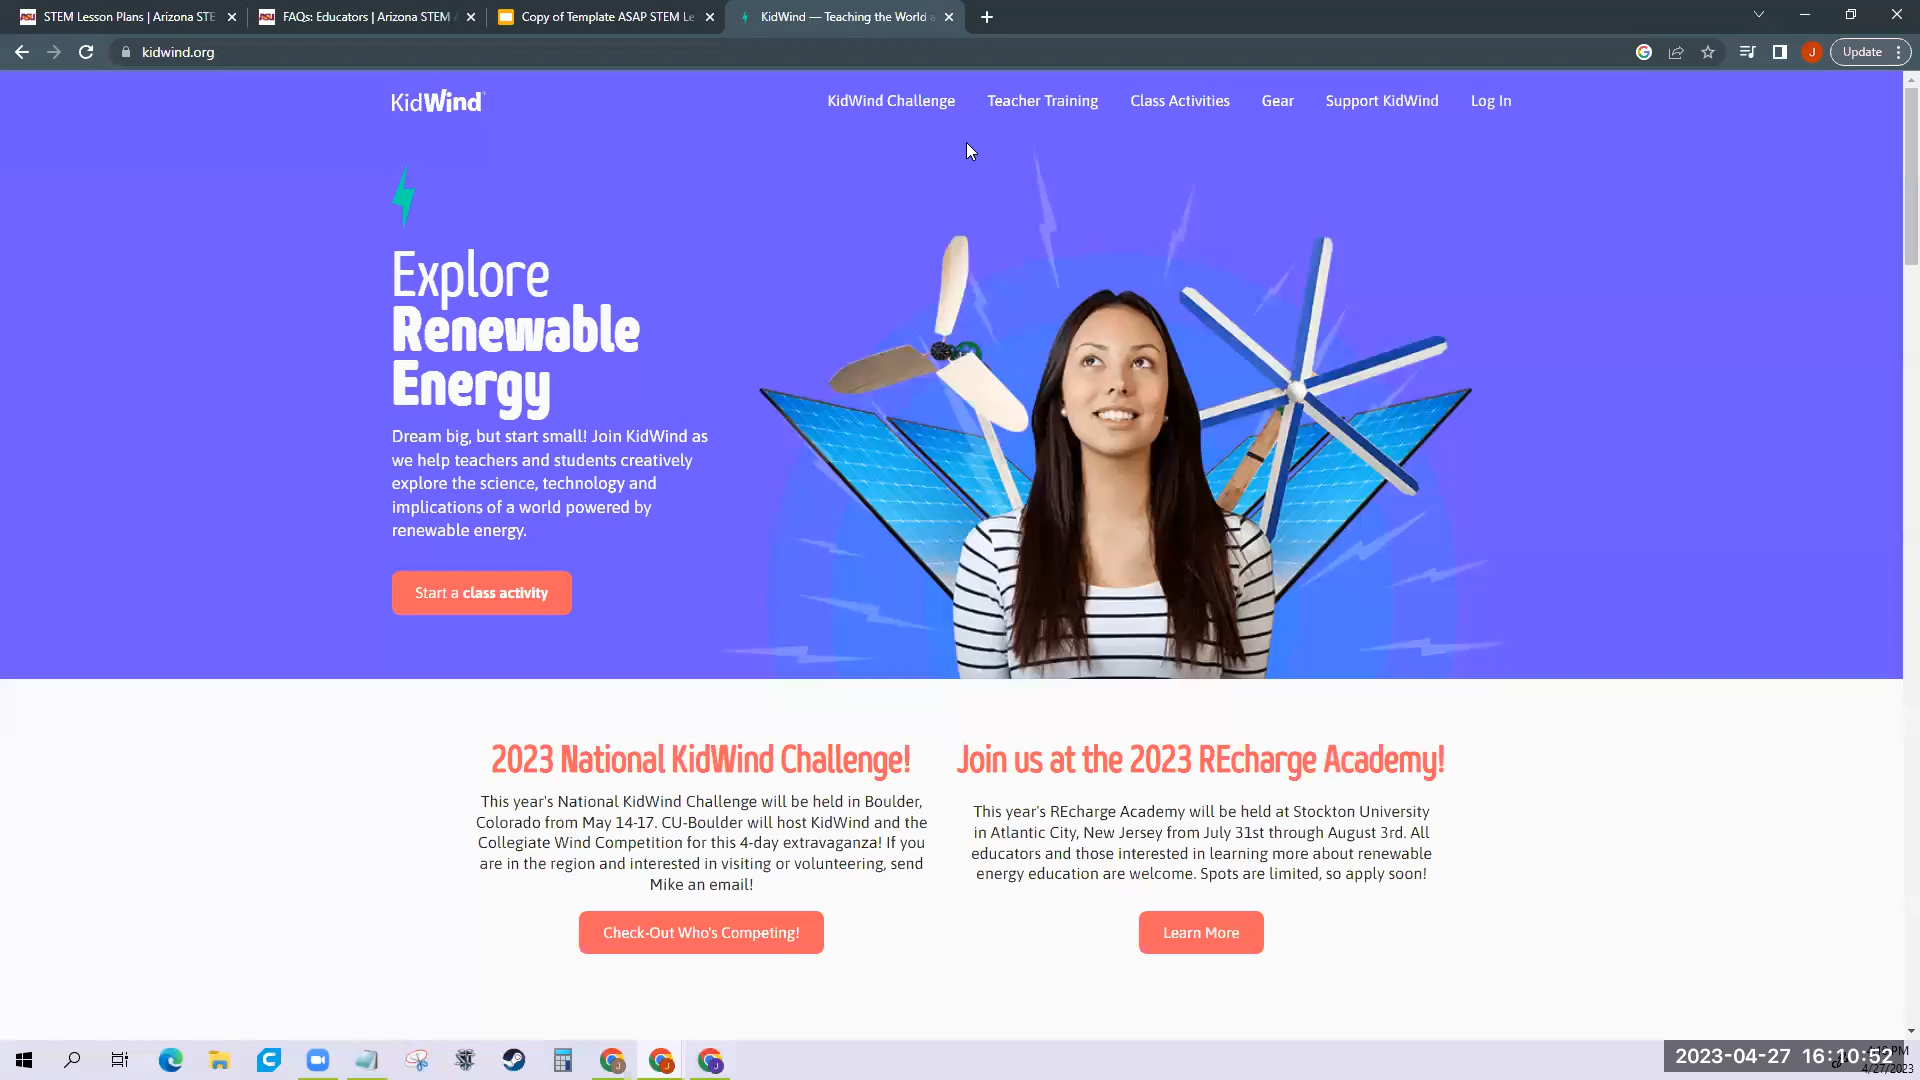 STEM Lesson Plans | Arizona STE
FAQs: Educators | Arizona STEM
Copy of Template ASAP STEM Le
KidWind — Teaching the World a
kidwind.org
J
Update
KidWind
KidWind Challenge
Teacher Training
Class Activities
Gear
Support KidWind
Log In
Explore
Renewable
Energy
Dream big, but start small! Join KidWind as
we help teachers and students creatively
explore the science, technology and
implications of a world powered by
renewable energy.
Start a class activity
2023 National KidWind Challenge!
This year's National KidWind Challenge will be held in Boulder,
Colorado from May 14-17. CU-Boulder will host KidWind and the
Collegiate Wind Competition for this 4-day extravaganza! If you
are in the region and interested in visiting or volunteering, send
Mike an email!
Check-Out Who's Competing!
Join us at the 2023 REcharge Academy!
This year's REcharge Academy will be held at Stockton University
in Atlantic City, New Jersey from July 31st through August 3rd. All
educators and those interested in learning more about renewable
energy education are welcome. Spots are limited, so apply soon!
Learn More
2023-04-27 16:10:52
4/27/2023